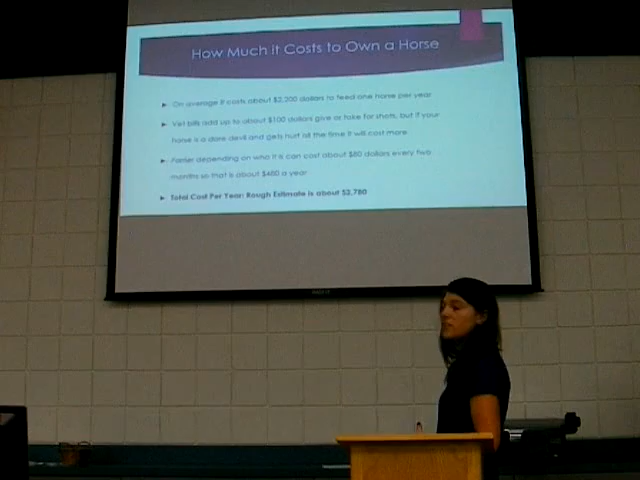 How Much it Costs to Own a Horse
On average it costs about $2,200 dollars to feed one horse per year
Vet bills add up to about $100 dollars give or take for shots, but if your
horse is a dare devil and gets hurt all the time it will cost more
Farrier depending on who it is can cost about $80 dollars every two
months so that is about $480 a year
Total Cost Per Year: Rough Estimate is about $2,780